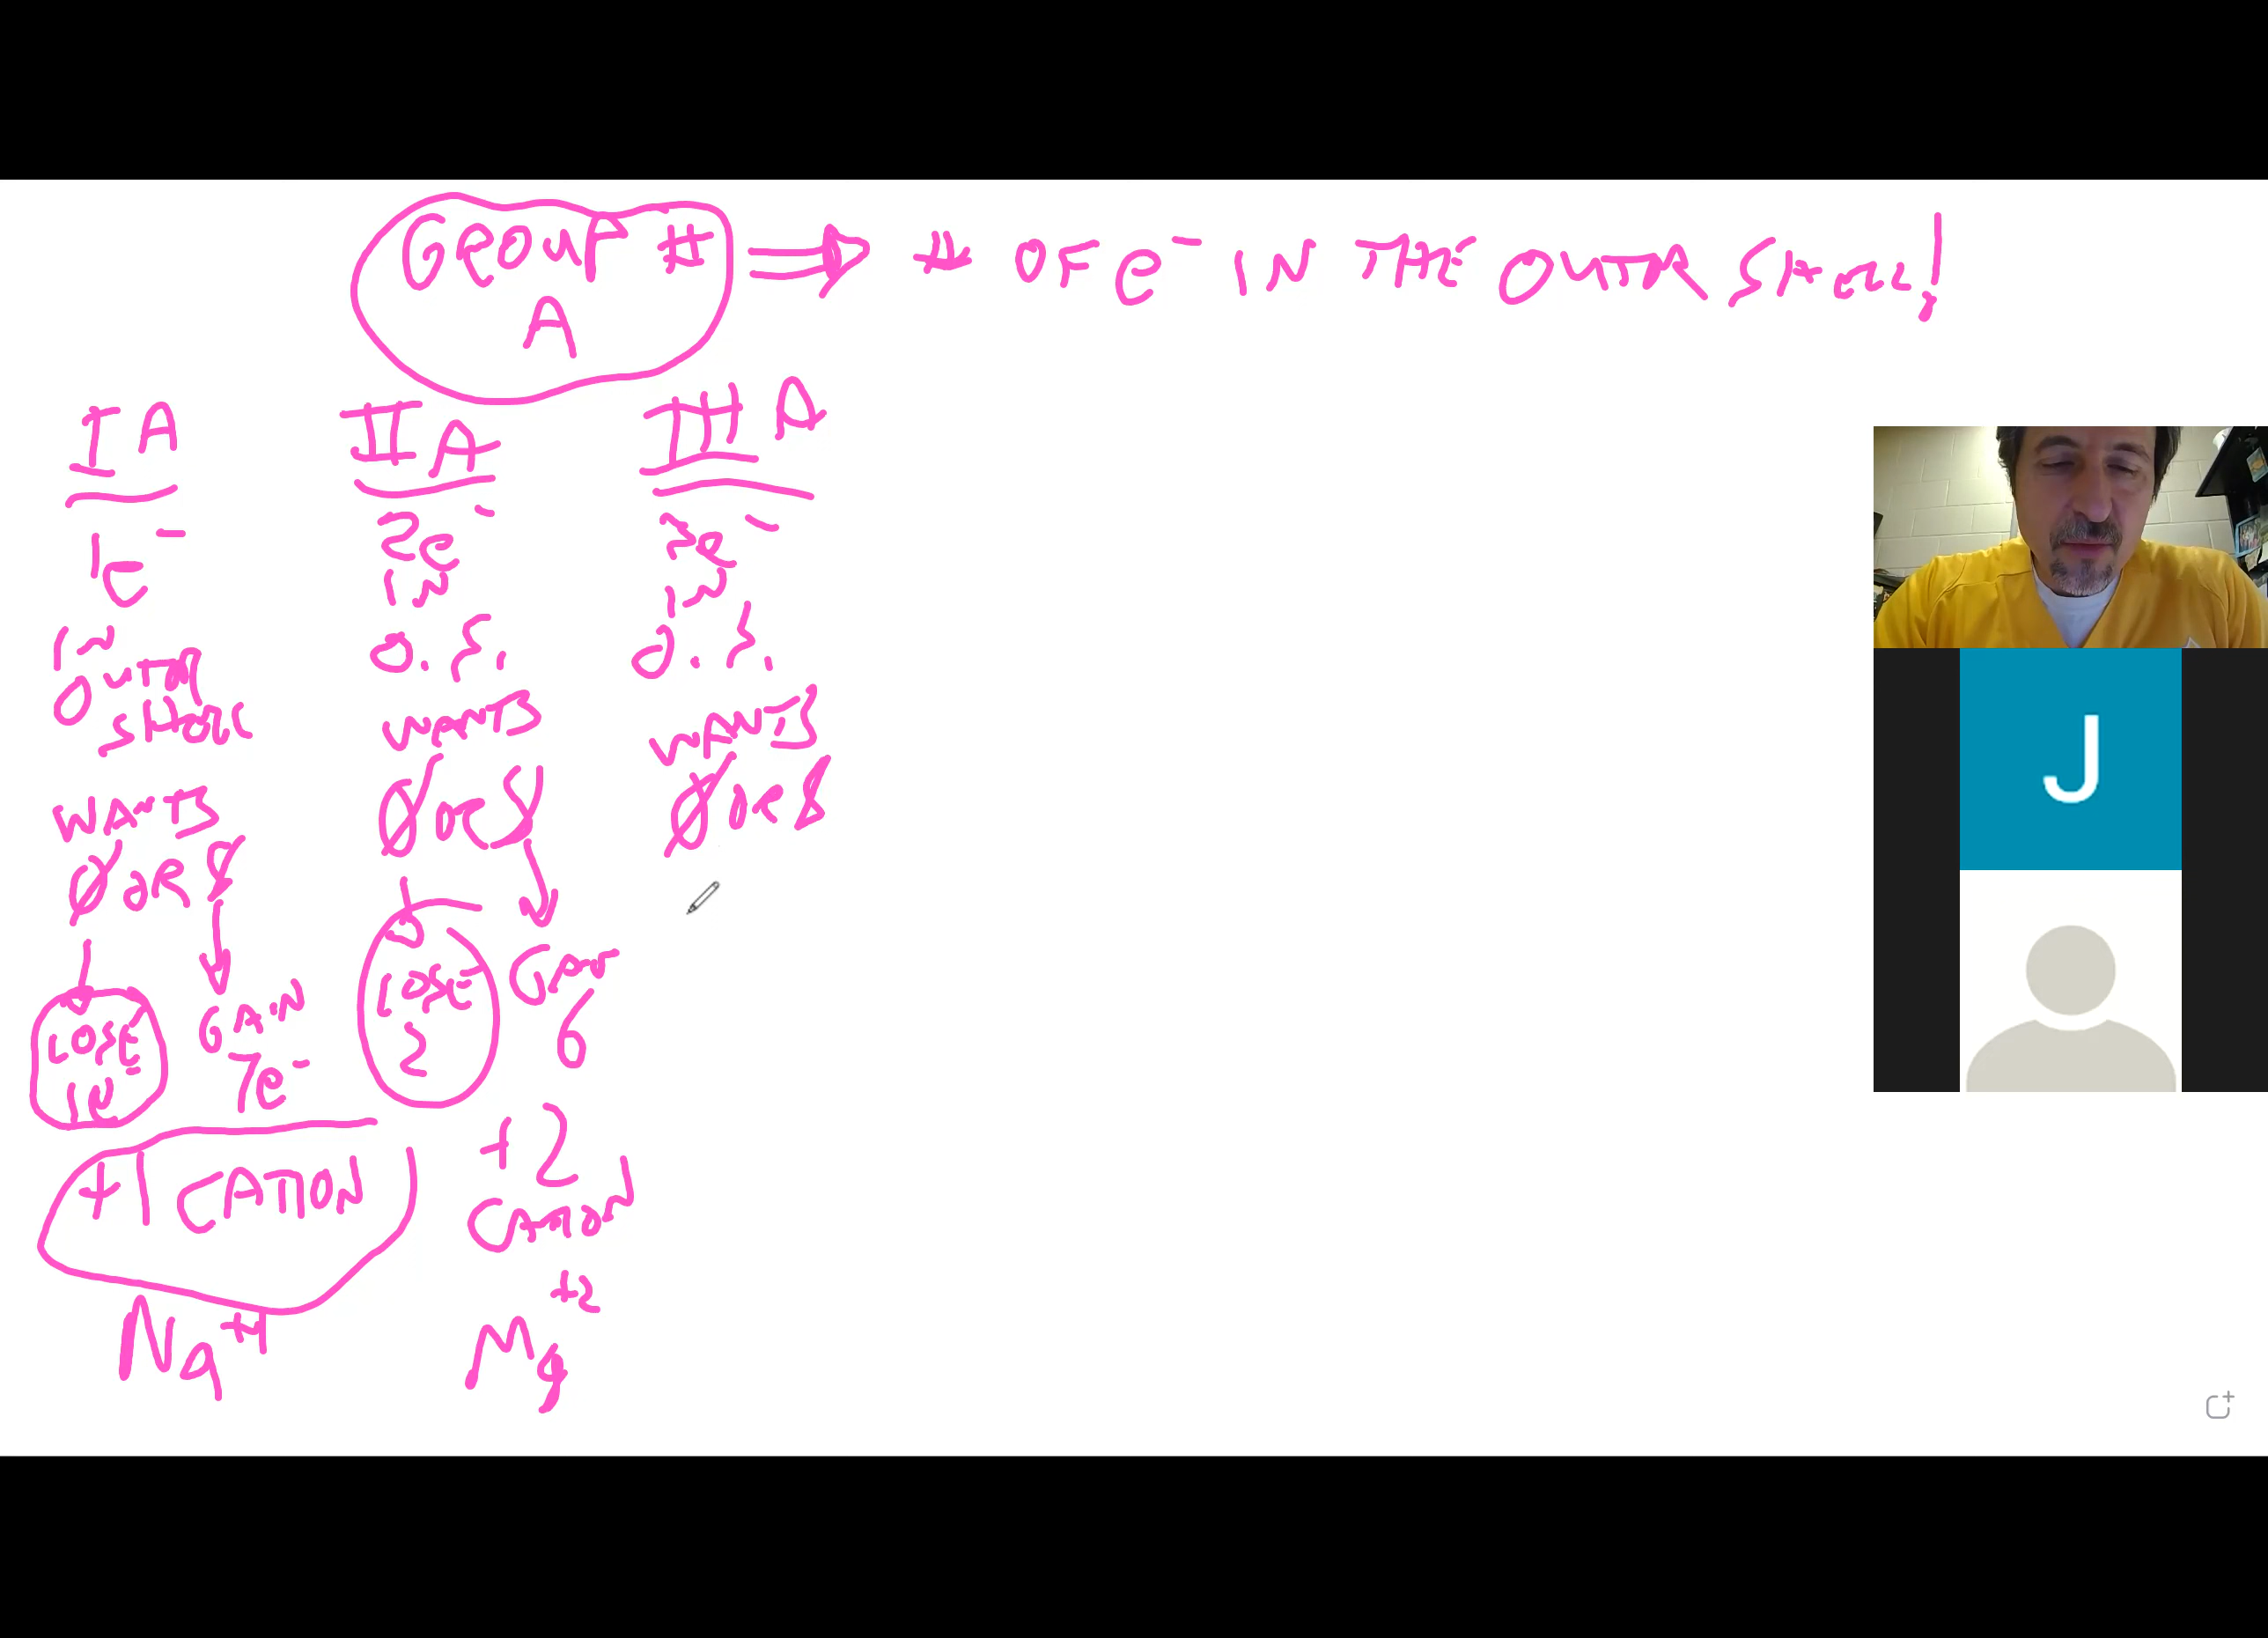 GROUP # ⇒ # OF e⁻ IN THE OUTR SHELL!
A
IA
1e⁻
IN
OUTR
SHELL
WANTS
Ø OR 8
LOSE
1e
GAIN
7e⁻
+1 CATION
Na⁺¹
IIA
2e⁻
IN
O.S.
WANTS
Ø OR 8
LOSE
2
GAIN
6
+2
CATION
Mg⁺²
IIIA
3e⁻
IN
O.S.
WANTS
Ø OR 8
J